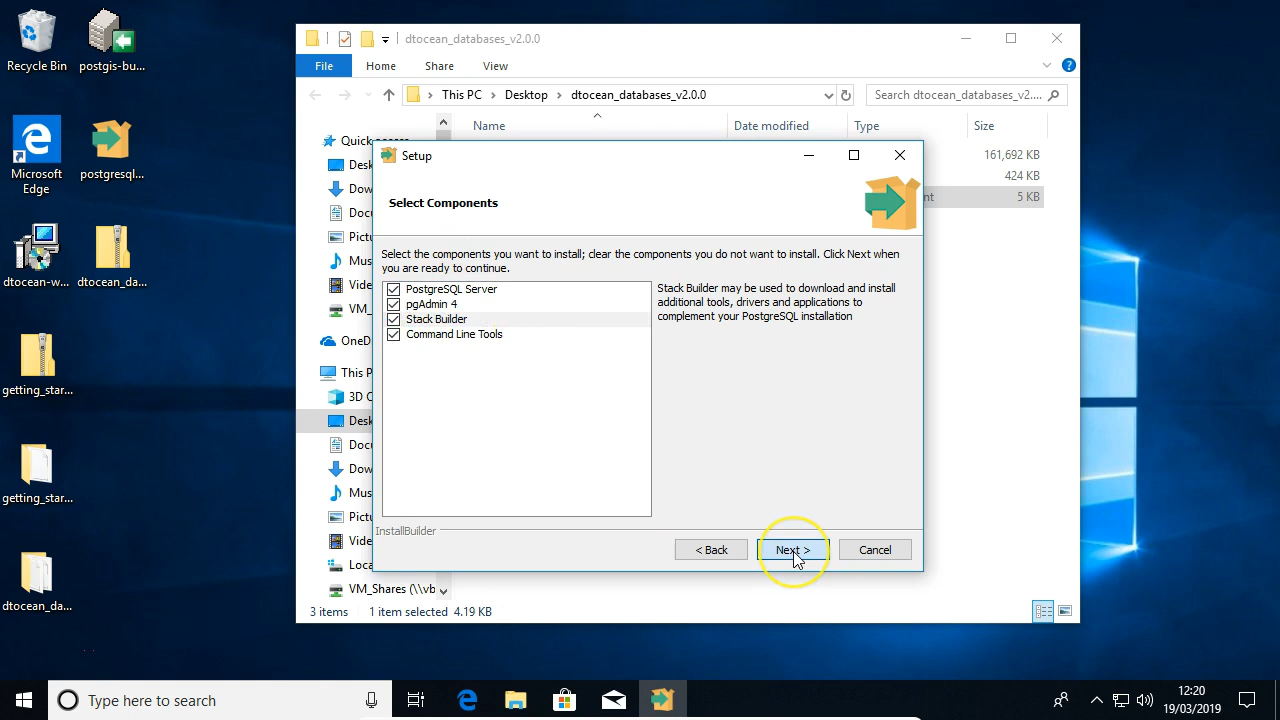 Recycle Bin
postgis-bu...
Microsoft
Edge
postgresql...
dtocean-w...
dtocean_da...
getting_star...
getting_star...
dtocean_da...
dtocean_databases_v2.0.0
File
Home
Share
View
This PC
Desktop
dtocean_databases_v2.0.0
Search dtocean_databases_v2....
Name
Date modified
Type
Size
Quick access
Desk
Dow
Docu
Pictu
Musi
Vide
VM_
OneD
This P
3D O
Desk
Docu
Dow
Musi
Pictu
Vide
Loca
VM_Shares (\\vb
161,692 KB
424 KB
nt
5 KB
Setup
Select Components
Select the components you want to install; clear the components you do not want to install. Click Next when
you are ready to continue.
PostgreSQL Server
pgAdmin 4
Stack Builder
Command Line Tools
Stack Builder may be used to download and install
additional tools, drivers and applications to
complement your PostgreSQL installation
InstallBuilder
< Back
Next >
Cancel
3 items
1 item selected 4.19 KB
Type here to search
12:20
19/03/2019